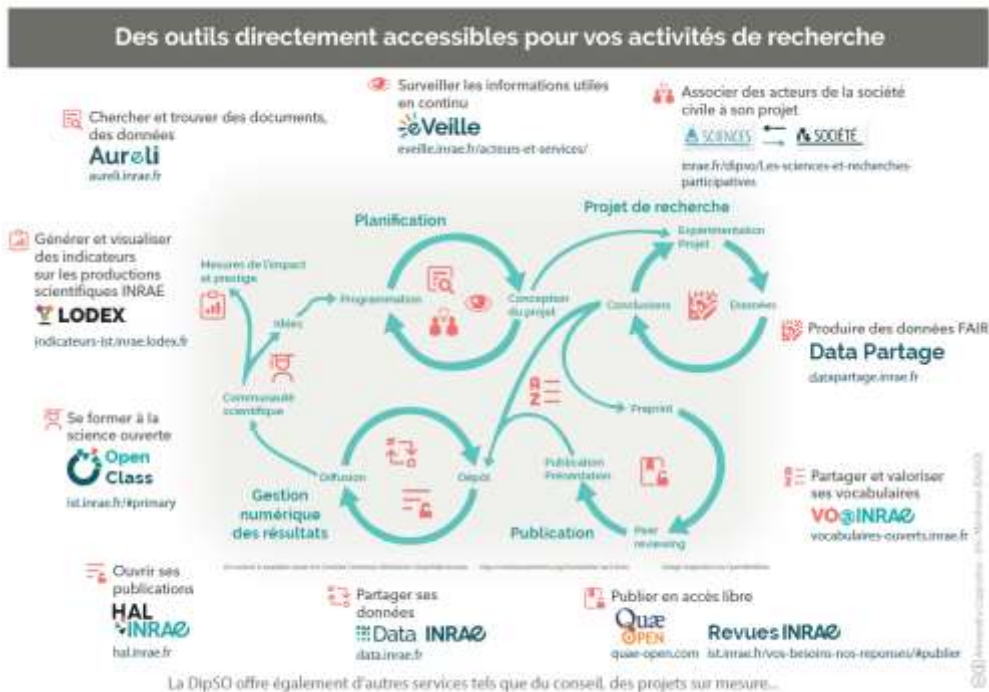 Des outils directement accessibles pour vos activités de recherche
Chercher et trouver des documents,
des données
Aureli
aureli.inrae.fr
Surveiller les informations utiles
en continu
eVeille
eveille.inrae.fr/acteurs-et-services/
Associer des acteurs de la société
civile à son projet
SCIENCES
SOCIÉTÉ
inrae.fr/dipso/Les-sciences-et-recherches-
participatives
Générer et visualiser
des indicateurs
sur les productions
scientifiques INRAE
LODEX
indicateurs-ist.inrae.lodex.fr
Planification
Projet de recherche
Mesures de l'impact
et prestige
Idées
Programmation
Conception
du projet
Expérimentation
Projet
Conclusions
Données
Produire des données FAIR
Data Partage
datapartage.inrae.fr
Communauté
scientifique
A
Z
Preprint
Se former à la
science ouverte
Open
Class
ist.inrae.fr/#primary
Diffusion
Dépôt
Publication
Présentation
Gestion
numérique
des résultats
Publication
Peer
reviewing
Partager et valoriser
ses vocabulaires
VO@INRAE
vocabulaires-ouverts.inrae.fr
Ouvrir ses
publications
HAL
INRAE
hal.inrae.fr
Partager ses
données
Data INRAE
data.inrae.fr
Publier en accès libre
Quæ
OPEN
quae-open.com
Revues INRAE
ist.inrae.fr/vos-besoins-nos-reponses/#publier
La DipSO offre également d'autres services tels que du conseil, des projets sur mesure...